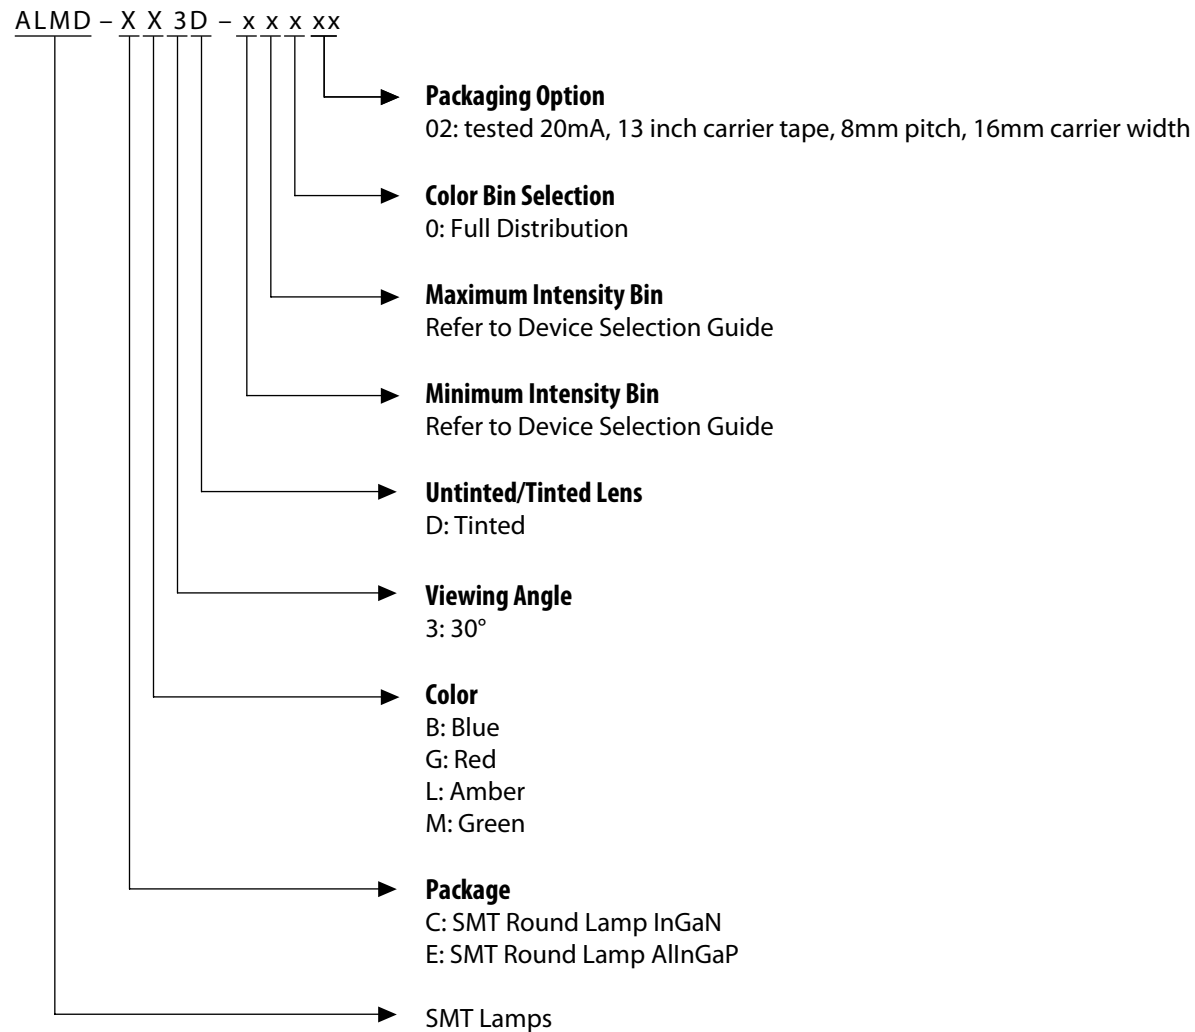 ALMD – X X 3D – x x x xx
Packaging Option
02: tested 20mA, 13 inch carrier tape, 8mm pitch, 16mm carrier width
Color Bin Selection
0: Full Distribution
Maximum Intensity Bin
Refer to Device Selection Guide
Minimum Intensity Bin
Refer to Device Selection Guide
Untinted/Tinted Lens
D: Tinted
Viewing Angle
3: 30°
Color
B: Blue
G: Red
L: Amber
M: Green
Package
C: SMT Round Lamp InGaN
E: SMT Round Lamp AlInGaP
SMT Lamps